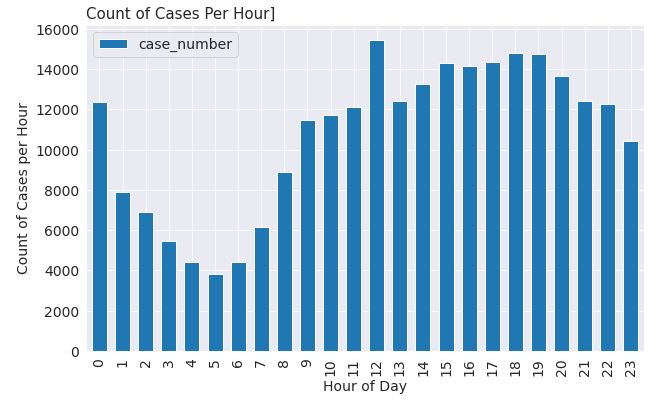 Count of Cases Per Hour]
case_number
Count of Cases per Hour
16000
14000
12000
10000
8000
6000
4000
2000
0
0 1 2 3 4 5 6 7 8 9 10 11 12 13 14 15 16 17 18 19 20 21 22 23
Hour of Day